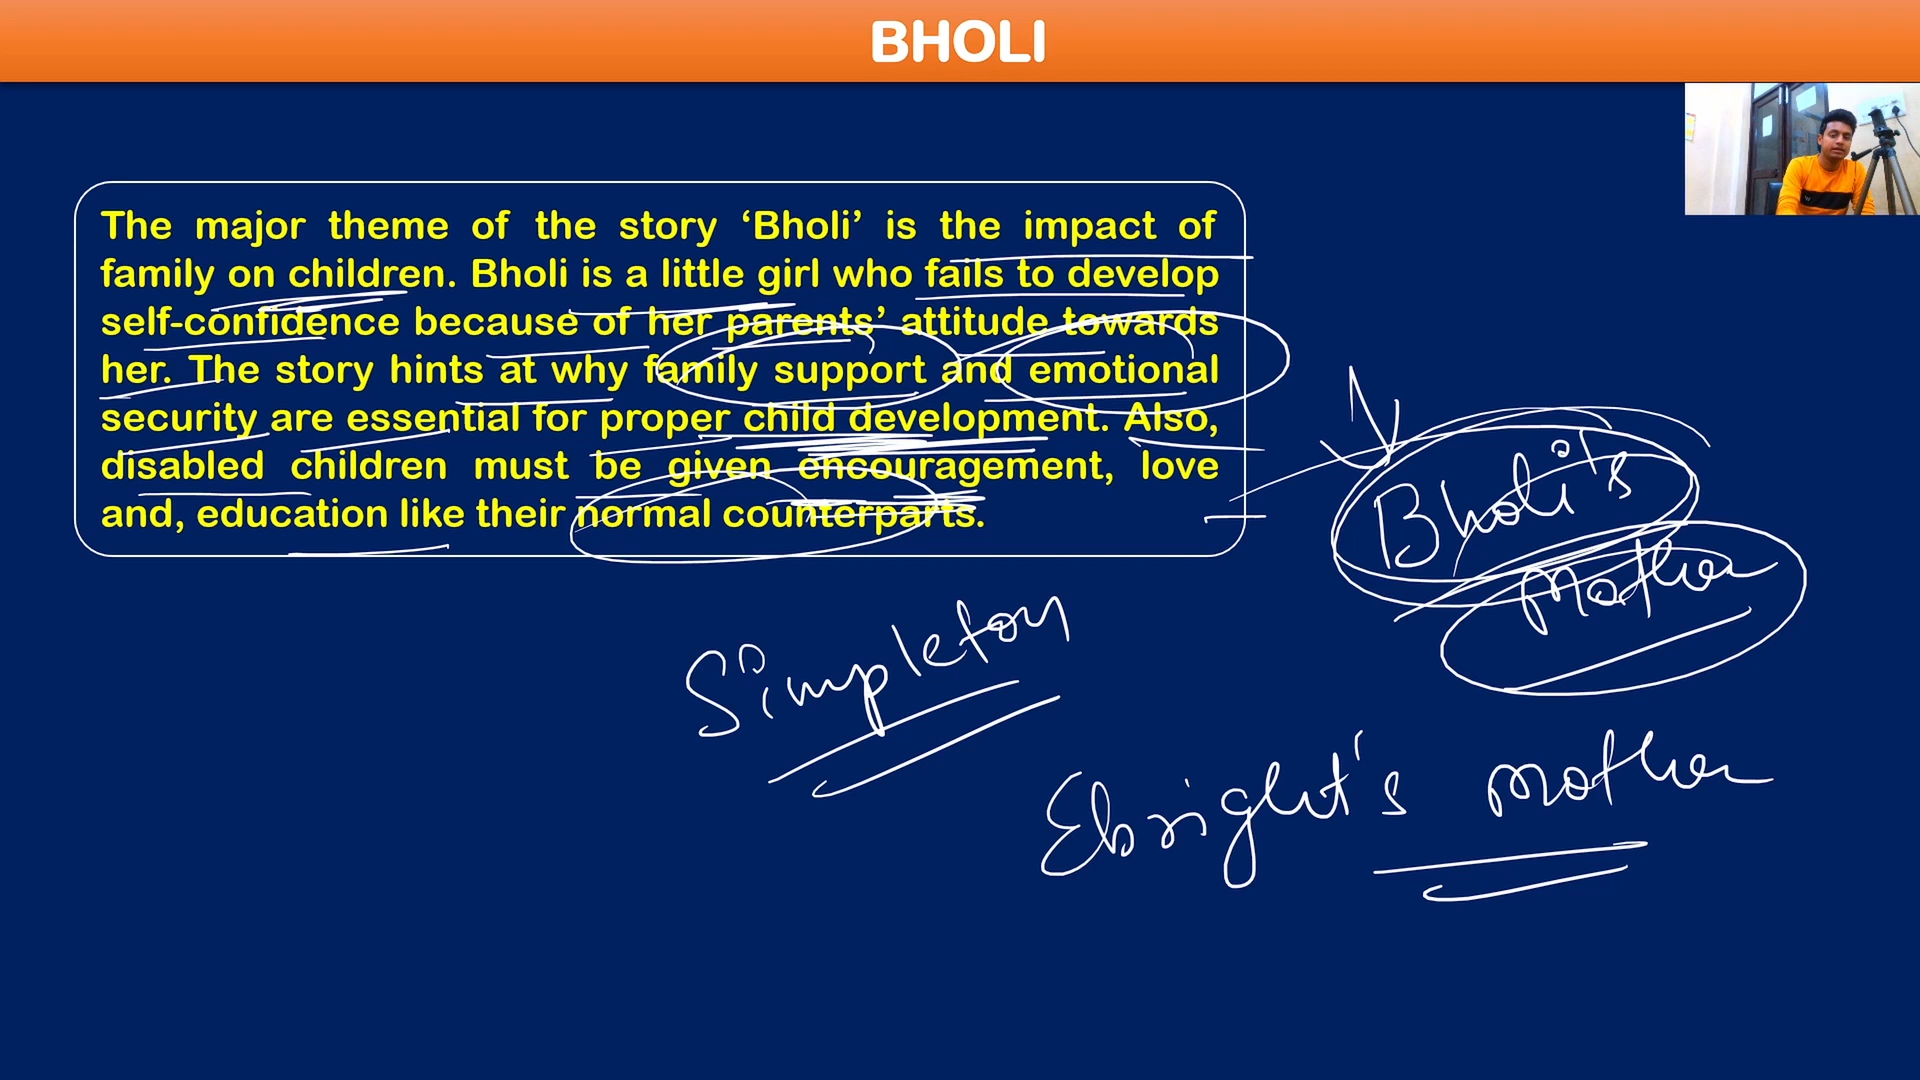 BHOLI
The major theme of the story ‘Bholi’ is the impact of
family on children. Bholi is a little girl who fails to develop
self-confidence because of her parents’ attitude towards
her. The story hints at why family support and emotional
security are essential for proper child development. Also,
disabled children must be given encouragement, love
and, education like their normal counterparts.
Bholi's
Mother
Simpleton
Ebright's Mother